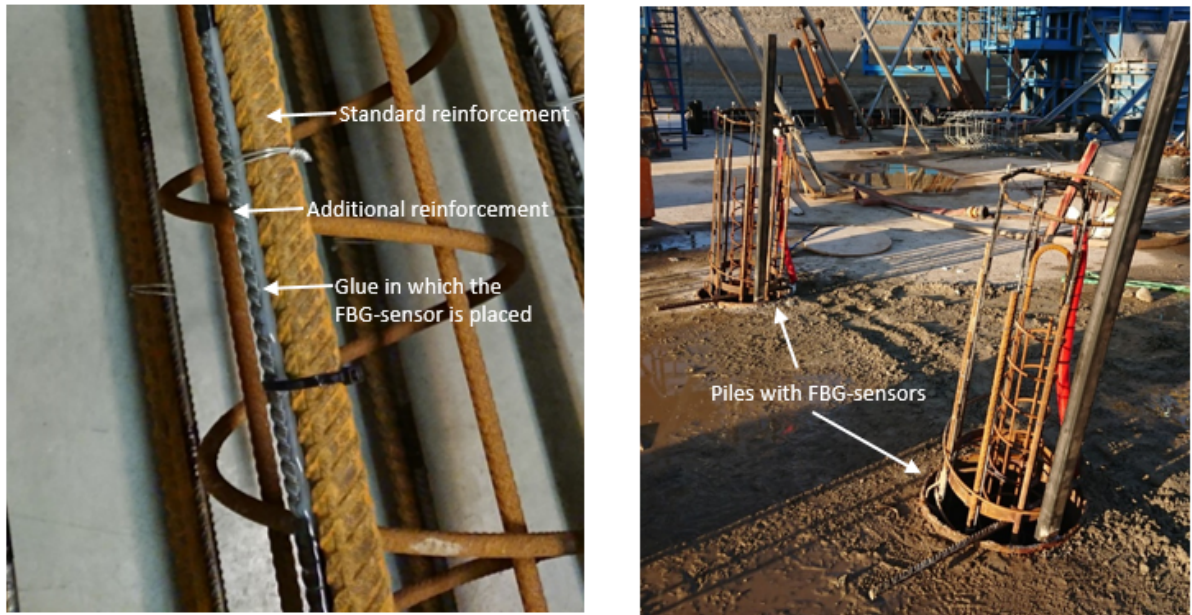 Standard reinforcement
Additional reinforcement
Glue in which the
FBG-sensor is placed
Piles with FBG-sensors